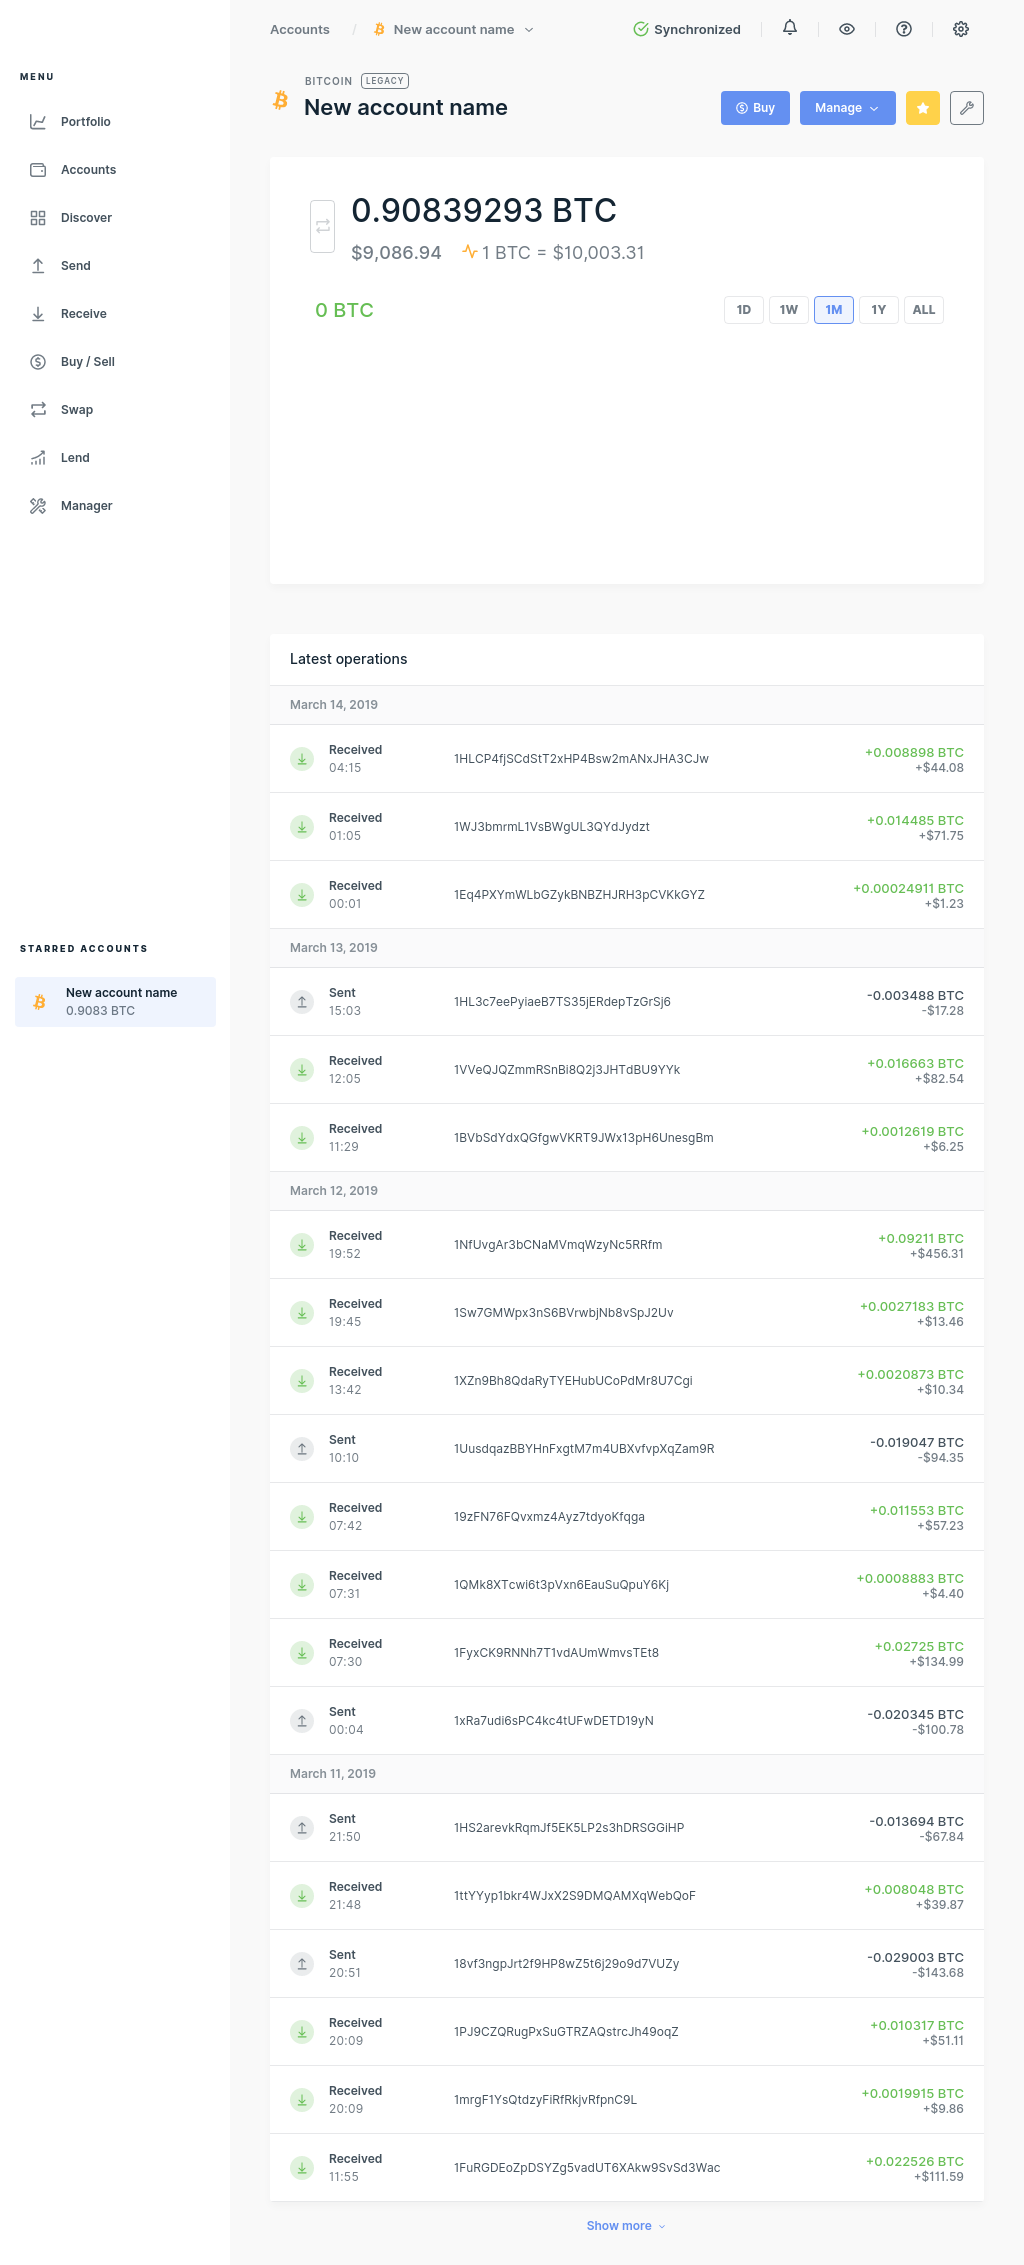 Accounts / New account name
Synchronized
MENU
Portfolio
Accounts
Discover
Send
Receive
Buy / Sell
Swap
Lend
Manager
STARRED ACCOUNTS
New account name
0.9083 BTC
BITCOIN LEGACY
New account name
Buy
Manage
0.90839293 BTC
$9,086.94 1 BTC = $10,003.31
0 BTC
1D 1W 1M 1Y ALL
Latest operations
March 14, 2019
Received 1HLCP4fjSCdStT2xHP4Bsw2mANxJHA3CJw +0.008898 BTC
04:15 +$44.08
Received 1WJ3bmrmL1VsBWgUL3QYdJydzt +0.014485 BTC
01:05 +$71.75
Received 1Eq4PXYmWLbGZykBNBZHJRH3pCVKkGYZ +0.00024911 BTC
00:01 +$1.23
March 13, 2019
Sent 1HL3c7eePyiaeB7TS35jERdepTzGrSj6 -0.003488 BTC
15:03 -$17.28
Received 1VVeQJQZmmRSnBi8Q2j3JHTdBU9YYk +0.016663 BTC
12:05 +$82.54
Received 1BVbSdYdxQGfgwVKRT9JWx13pH6UnesgBm +0.0012619 BTC
11:29 +$6.25
March 12, 2019
Received 1NfUvgAr3bCNaMVmqWzyNc5RRfm +0.09211 BTC
19:52 +$456.31
Received 1Sw7GMWpx3nS6BVrwbjNb8vSpJ2Uv +0.0027183 BTC
19:45 +$13.46
Received 1XZn9Bh8QdaRyTYEHubUCoPdMr8U7Cgi +0.0020873 BTC
13:42 +$10.34
Sent 1UusdqazBBYHnFxgtM7m4UBXvfvpXqZam9R -0.019047 BTC
10:10 -$94.35
Received 19zFN76FQvxmz4Ayz7tdyoKfqga +0.011553 BTC
07:42 +$57.23
Received 1QMk8XTcwi6t3pVxn6EauSuQpuY6Kj +0.0008883 BTC
07:31 +$4.40
Received 1FyxCK9RNNh7T1vdAUmWmvsTEt8 +0.02725 BTC
07:30 +$134.99
Sent 1xRa7udi6sPC4kc4tUFwDETD19yN -0.020345 BTC
00:04 -$100.78
March 11, 2019
Sent 1HS2arevkRqmJf5EK5LP2s3hDRSGGiHP -0.013694 BTC
21:50 -$67.84
Received 1ttYYyp1bkr4WJxX2S9DMQAMXqWebQoF +0.008048 BTC
21:48 +$39.87
Sent 18vf3ngpJrt2f9HP8wZ5t6j29o9d7VUZy -0.029003 BTC
20:51 -$143.68
Received 1PJ9CZQRugPxSuGTRZAQstrcJh49oqZ +0.010317 BTC
20:09 +$51.11
Received 1mrgF1YsQtdzyFiRfRkjvRfpnC9L +0.0019915 BTC
20:09 +$9.86
Received 1FuRGDEoZpDSYZg5vadUT6XAkw9SvSd3Wac +0.022526 BTC
11:55 +$111.59
Show more